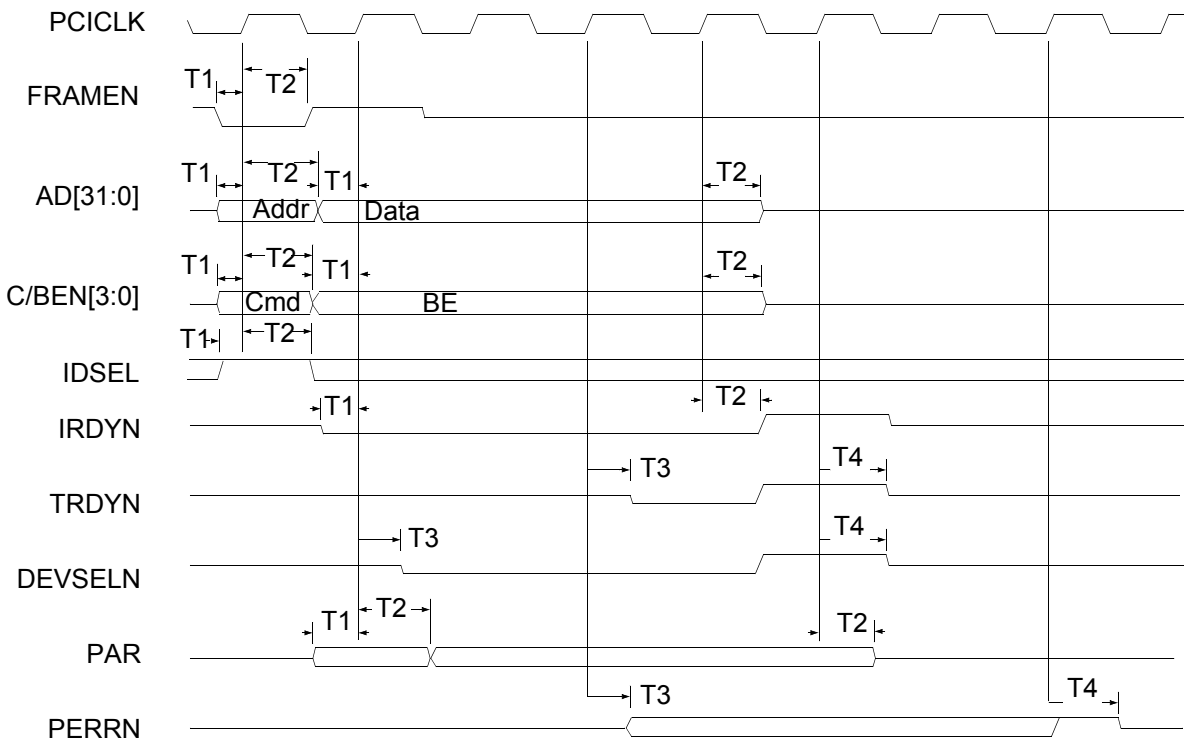 PCICLK
T1 T2
FRAMEN
T1 T2 T1 T2
AD[31:0] Addr Data
T1 T2 T1 T2
C/BEN[3:0] Cmd BE
T1 T2
IDSEL
T1 T2
IRDYN
T3 T4
TRDYN
T3 T4
DEVSELN
T1 T2 T2
PAR
T3 T4
PERRN